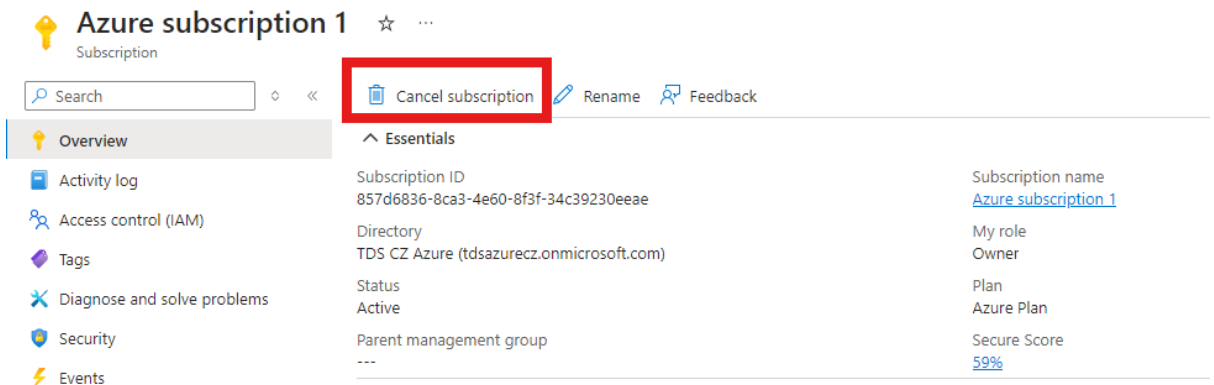 Azure subscription 1
Subscription
Search
Cancel subscription
Rename
Feedback
Overview
Activity log
Access control (IAM)
Tags
Diagnose and solve problems
Security
Events
Essentials
Subscription ID
857d6836-8ca3-4e60-8f3f-34c39230eeae
Directory
TDS CZ Azure (tdsazurecz.onmicrosoft.com)
Status
Active
Parent management group
---
Subscription name
Azure subscription 1
My role
Owner
Plan
Azure Plan
Secure Score
59%